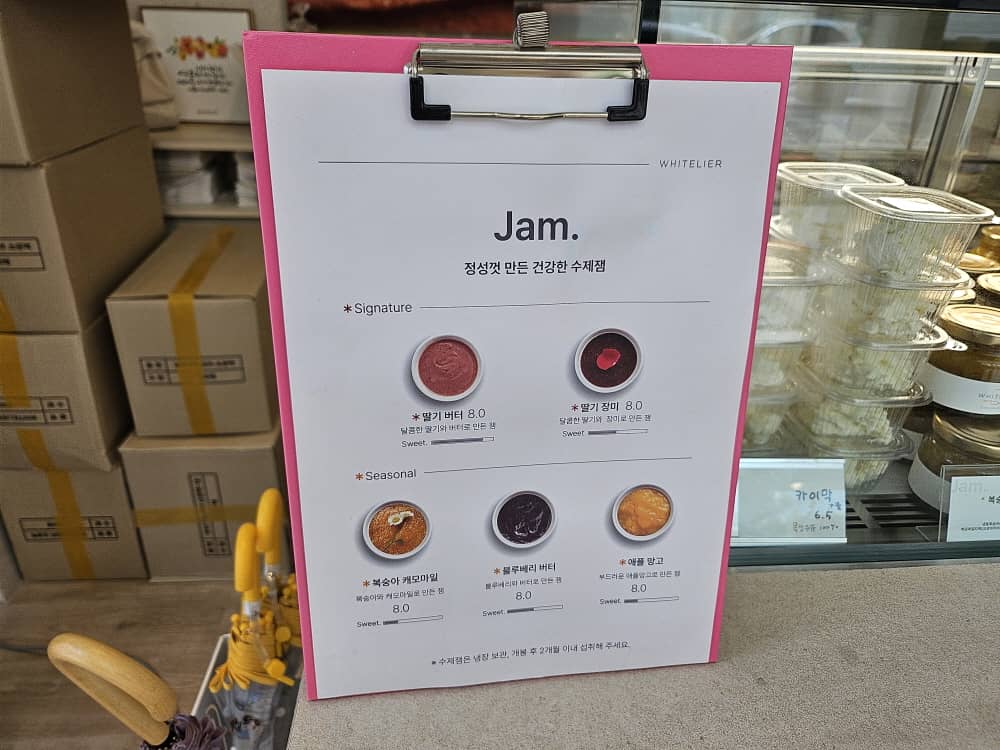 WHITELIER
Jam.
정성껏 만든 건강한 수제잼
*Signature
*딸기 버터 8.0
달콤한 딸기와 버터로 만든 잼
Sweet.
*딸기 장미 8.0
달콤한 딸기와 장미로 만든 잼
Sweet.
*Seasonal
*복숭아 캐모마일
복숭아와 캐모마일로 만든 잼
8.0
Sweet.
*블루베리 버터
블루베리와 버터로 만든 잼
8.0
Sweet.
*애플 망고
부드러운 애플망고로 만든 잼
8.0
Sweet.
* 수제잼은 냉장 보관, 개봉 후 2개월 이내 섭취해 주세요.
카이막
6.5
Jam.